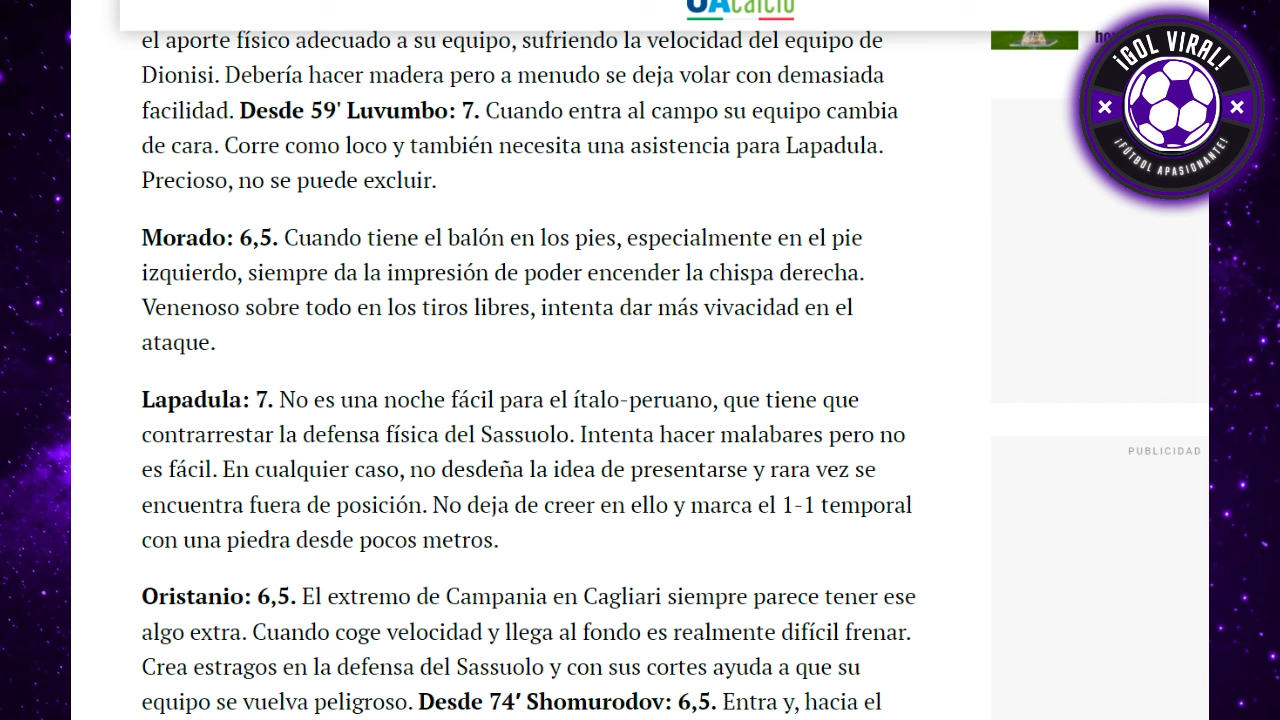 UAcalcio
el aporte físico adecuado a su equipo, sufriendo la velocidad del equipo de
Dionisi. Debería hacer madera pero a menudo se deja volar con demasiada
facilidad. Desde 59' Luvumbo: 7. Cuando entra al campo su equipo cambia
de cara. Corre como loco y también necesita una asistencia para Lapadula.
Precioso, no se puede excluir.
Morado: 6,5. Cuando tiene el balón en los pies, especialmente en el pie
izquierdo, siempre da la impresión de poder encender la chispa derecha.
Venenoso sobre todo en los tiros libres, intenta dar más vivacidad en el
ataque.
Lapadula: 7. No es una noche fácil para el ítalo-peruano, que tiene que
contrarrestar la defensa física del Sassuolo. Intenta hacer malabares pero no
es fácil. En cualquier caso, no desdeña la idea de presentarse y rara vez se
encuentra fuera de posición. No deja de creer en ello y marca el 1-1 temporal
con una piedra desde pocos metros.
Oristanio: 6,5. El extremo de Campania en Cagliari siempre parece tener ese
algo extra. Cuando coge velocidad y llega al fondo es realmente difícil frenar.
Crea estragos en la defensa del Sassuolo y con sus cortes ayuda a que su
equipo se vuelva peligroso. Desde 74′ Shomurodov: 6,5. Entra y, hacia el
¡GOL VIRAL!
¡FÚTBOL APASIONANTE!
PUBLICIDAD